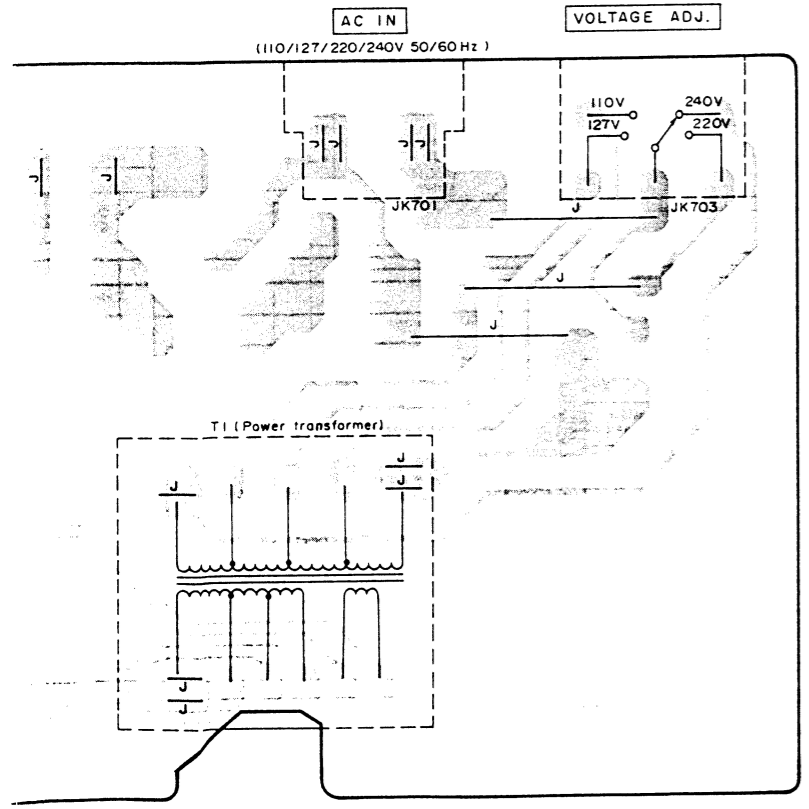 AC IN
VOLTAGE ADJ.
(110/127/220/240V 50/60Hz)
110V
240V
127V
220V
J
J
J
J
J
J
JK701
J
JK703
J
J
T1 (Power transformer)
J
J
J
J
J